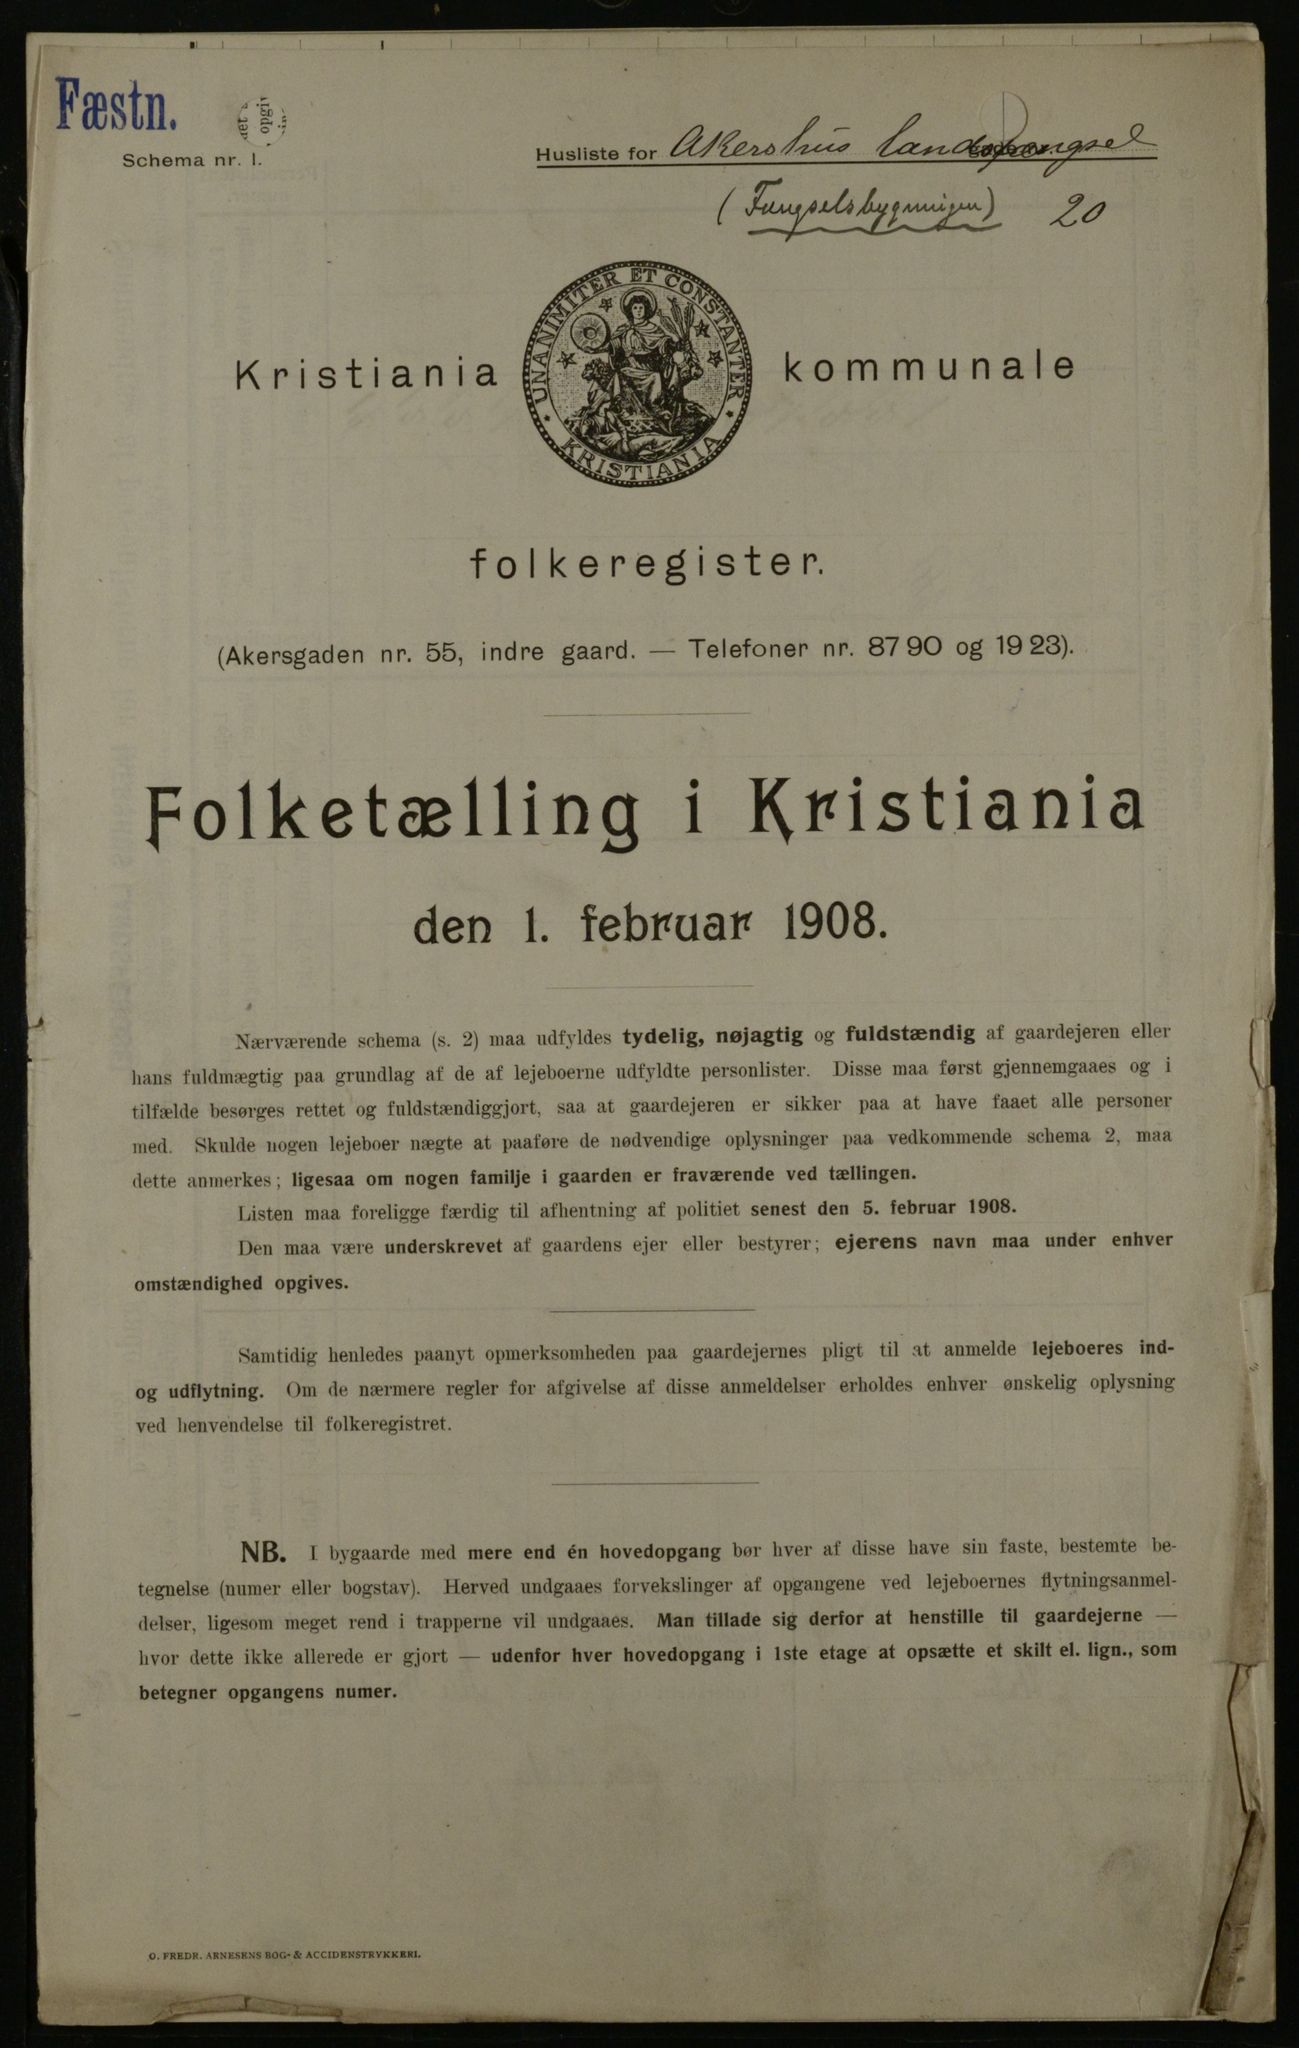 Fæstn.
Schema nr. 1.
Husliste for Akershus landsfængsel
(Fængselsbygningen) 20
UNANIMITER ET CONSTANTER
KRISTIANIA
Kristiania kommunale
folkeregister.
(Akersgaden nr. 55, indre gaard. — Telefoner nr. 8790 og 1923).
Folketælling i Kristiania
den 1. februar 1908.
Nærværende schema (s. 2) maa udfyldes tydelig, nøjagtig og fuldstændig af gaardejeren eller
hans fuldmægtig paa grundlag af de af lejeboerne udfyldte personlister. Disse maa først gjennemgaaes og i
tilfælde besørges rettet og fuldstændiggjort, saa at gaardejeren er sikker paa at have faaet alle personer
med. Skulde nogen lejeboer nægte at paaføre de nødvendige oplysninger paa vedkommende schema 2, maa
dette anmerkes; ligesaa om nogen familje i gaarden er fraværende ved tællingen.
Listen maa foreligge færdig til afhentning af politiet senest den 5. februar 1908.
Den maa være underskrevet af gaardens ejer eller bestyrer; ejerens navn maa under enhver
omstændighed opgives.
Samtidig henledes paanyt opmerksomheden paa gaardejernes pligt til at anmelde lejeboeres ind-
og udflytning. Om de nærmere regler for afgivelse af disse anmeldelser erholdes enhver ønskelig oplysning
ved henvendelse til folkeregistret.
NB. I bygaarde med mere end én hovedopgang bør hver af disse have sin faste, bestemte be-
tegnelse (numer eller bogstav). Herved undgaaes forvekslinger af opgangene ved lejeboernes flytningsanmel-
delser, ligesom meget rend i trapperne vil undgaaes. Man tillade sig derfor at henstille til gaardejerne —
hvor dette ikke allerede er gjort — udenfor hver hovedopgang i 1ste etage at opsætte et skilt el. lign., som
betegner opgangens numer.
O. FREDR. ARNESENS BOG- & ACCIDENSTRYKKERI.